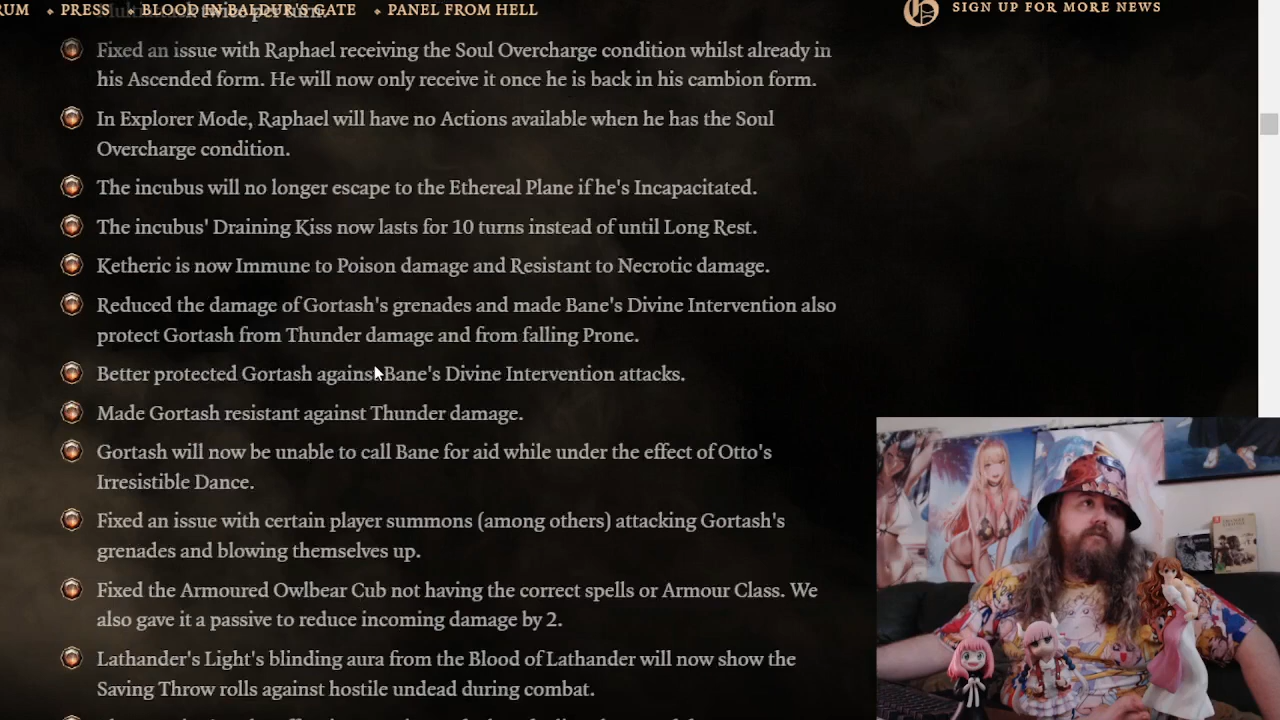 RUM PRESS BLOOD IN BALDUR'S GATE PANEL FROM HELL SIGN UP FOR MORE NEWS
twice per turn.
Fixed an issue with Raphael receiving the Soul Overcharge condition whilst already in
his Ascended form. He will now only receive it once he is back in his cambion form.
In Explorer Mode, Raphael will have no Actions available when he has the Soul
Overcharge condition.
The incubus will no longer escape to the Ethereal Plane if he's Incapacitated.
The incubus' Draining Kiss now lasts for 10 turns instead of until Long Rest.
Ketheric is now Immune to Poison damage and Resistant to Necrotic damage.
Reduced the damage of Gortash's grenades and made Bane's Divine Intervention also
protect Gortash from Thunder damage and from falling Prone.
Better protected Gortash against Bane's Divine Intervention attacks.
Made Gortash resistant against Thunder damage.
Gortash will now be unable to call Bane for aid while under the effect of Otto's
Irresistible Dance.
Fixed an issue with certain player summons (among others) attacking Gortash's
grenades and blowing themselves up.
Fixed the Armoured Owlbear Cub not having the correct spells or Armour Class. We
also gave it a passive to reduce incoming damage by 2.
Lathander's Light's blinding aura from the Blood of Lathander will now show the
Saving Throw rolls against hostile undead during combat.